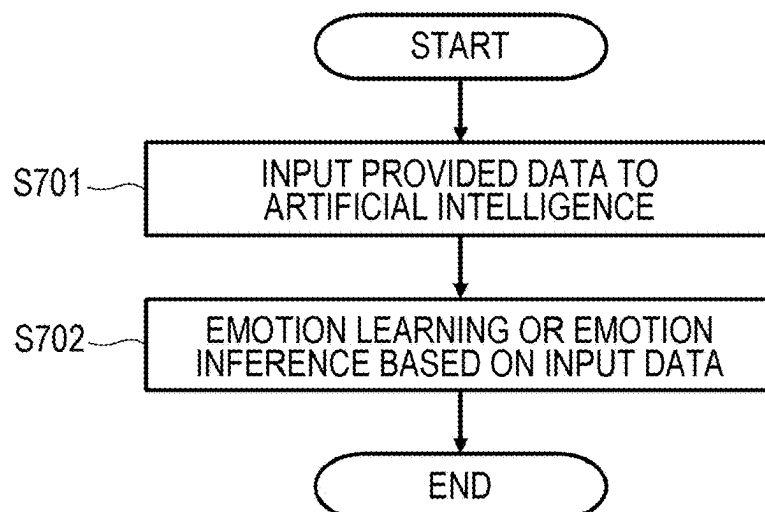 START
S701
INPUT PROVIDED DATA TO
ARTIFICIAL INTELLIGENCE
S702
EMOTION LEARNING OR EMOTION
INFERENCE BASED ON INPUT DATA
END